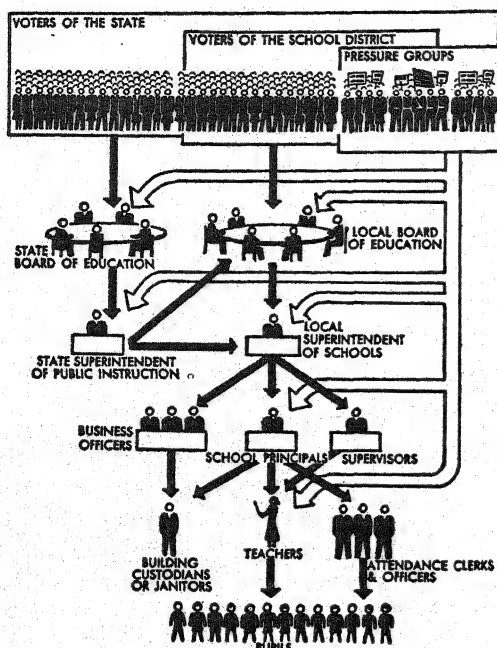 VOTERS OF THE STATE
VOTERS OF THE SCHOOL DISTRICT
PRESSURE GROUPS
STATE
BOARD OF EDUCATION
LOCAL BOARD
OF EDUCATION
STATE SUPERINTENDENT
OF PUBLIC INSTRUCTION
LOCAL
SUPERINTENDENT
OF SCHOOLS
BUSINESS
OFFICERS
SCHOOL PRINCIPALS
SUPERVISORS
BUILDING
CUSTODIANS
OR JANITORS
TEACHERS
ATTENDANCE CLERKS
& OFFICERS
PUPILS